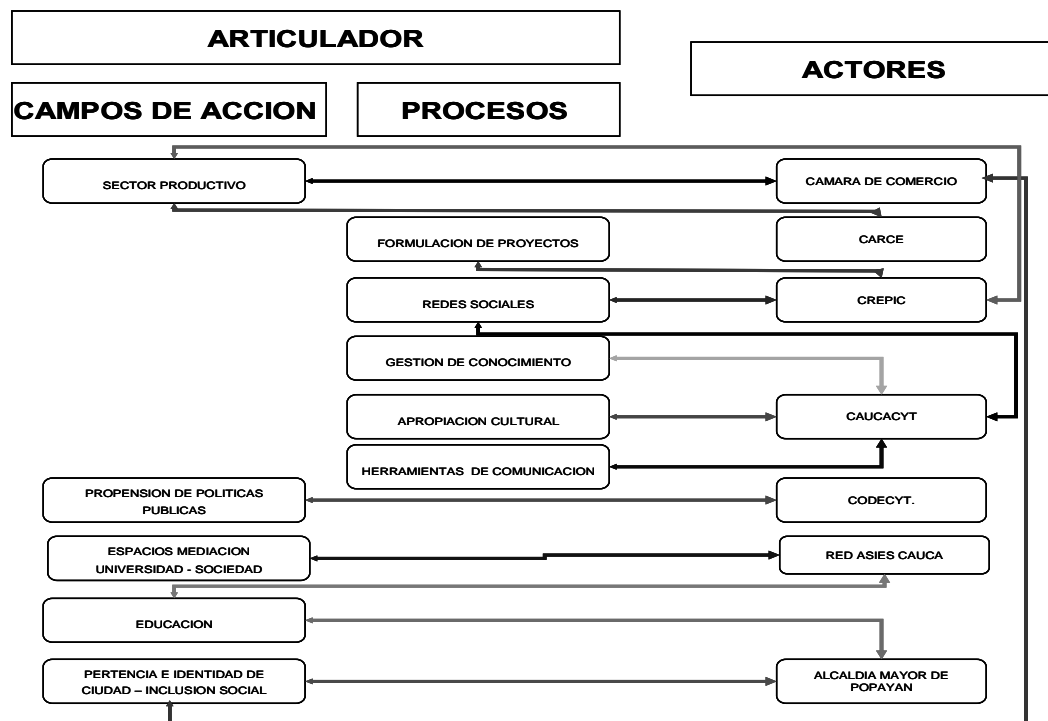 ARTICULADOR
ACTORES
CAMPOS DE ACCION
PROCESOS
SECTOR PRODUCTIVO
CAMARA DE COMERCIO
FORMULACION DE PROYECTOS
CARCE
REDES SOCIALES
CREPIC
GESTION DE CONOCIMIENTO
APROPIACION CULTURAL
CAUCACYT
HERRAMIENTAS DE COMUNICACION
PROPENSION DE POLITICAS
PUBLICAS
CODECYT.
ESPACIOS MEDIACION
UNIVERSIDAD - SOCIEDAD
RED ASIES CAUCA
EDUCACION
PERTENCIA E IDENTIDAD DE
CIUDAD – INCLUSION SOCIAL
ALCALDIA MAYOR DE
POPAYAN